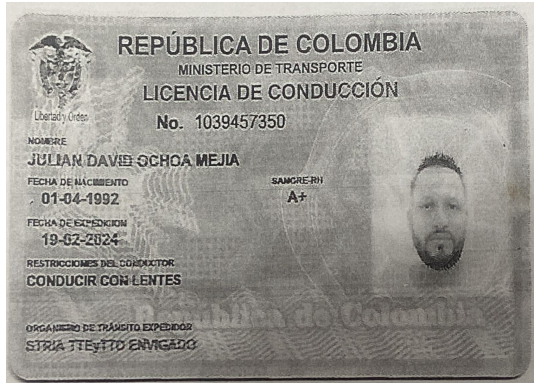 REPÚBLICA DE COLOMBIA
MINISTERIO DE TRANSPORTE
LICENCIA DE CONDUCCIÓN
Libertad y Orden
No. 1039457350
NOMBRE
JULIAN DAVID OCHOA MEJIA
FECHA DE NACIMIENTO
01-04-1992
SANGRE-RH
A+
FECHA DE EXPEDICION
19-02-2024
RESTRICCIONES DEL CONDUCTOR
CONDUCIR CON LENTES
República de Colombia
ORGANISMO DE TRÁNSITO EXPEDIDOR
STRIA TTEyTTO ENVIGADO